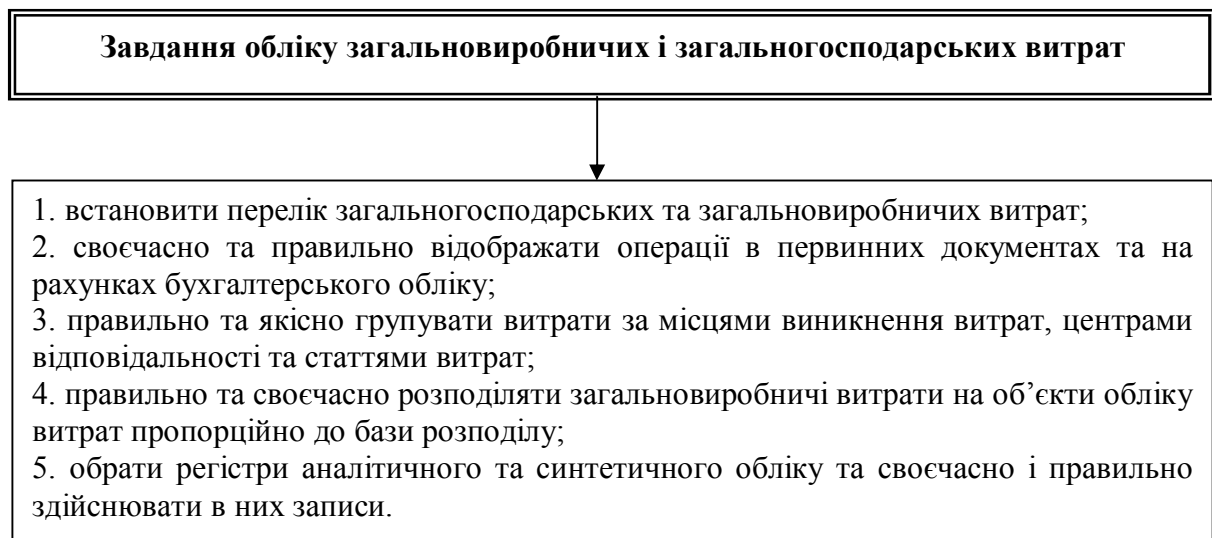 Завдання обліку загальновиробничих і загальногосподарських витрат
1. встановити перелік загальногосподарських та загальновиробничих витрат;
2. своєчасно та правильно відображати операції в первинних документах та на
рахунках бухгалтерського обліку;
3. правильно та якісно групувати витрати за місцями виникнення витрат, центрами
відповідальності та статтями витрат;
4. правильно та своєчасно розподіляти загальновиробничі витрати на об’єкти обліку
витрат пропорційно до бази розподілу;
5. обрати регістри аналітичного та синтетичного обліку та своєчасно і правильно
здійснювати в них записи.